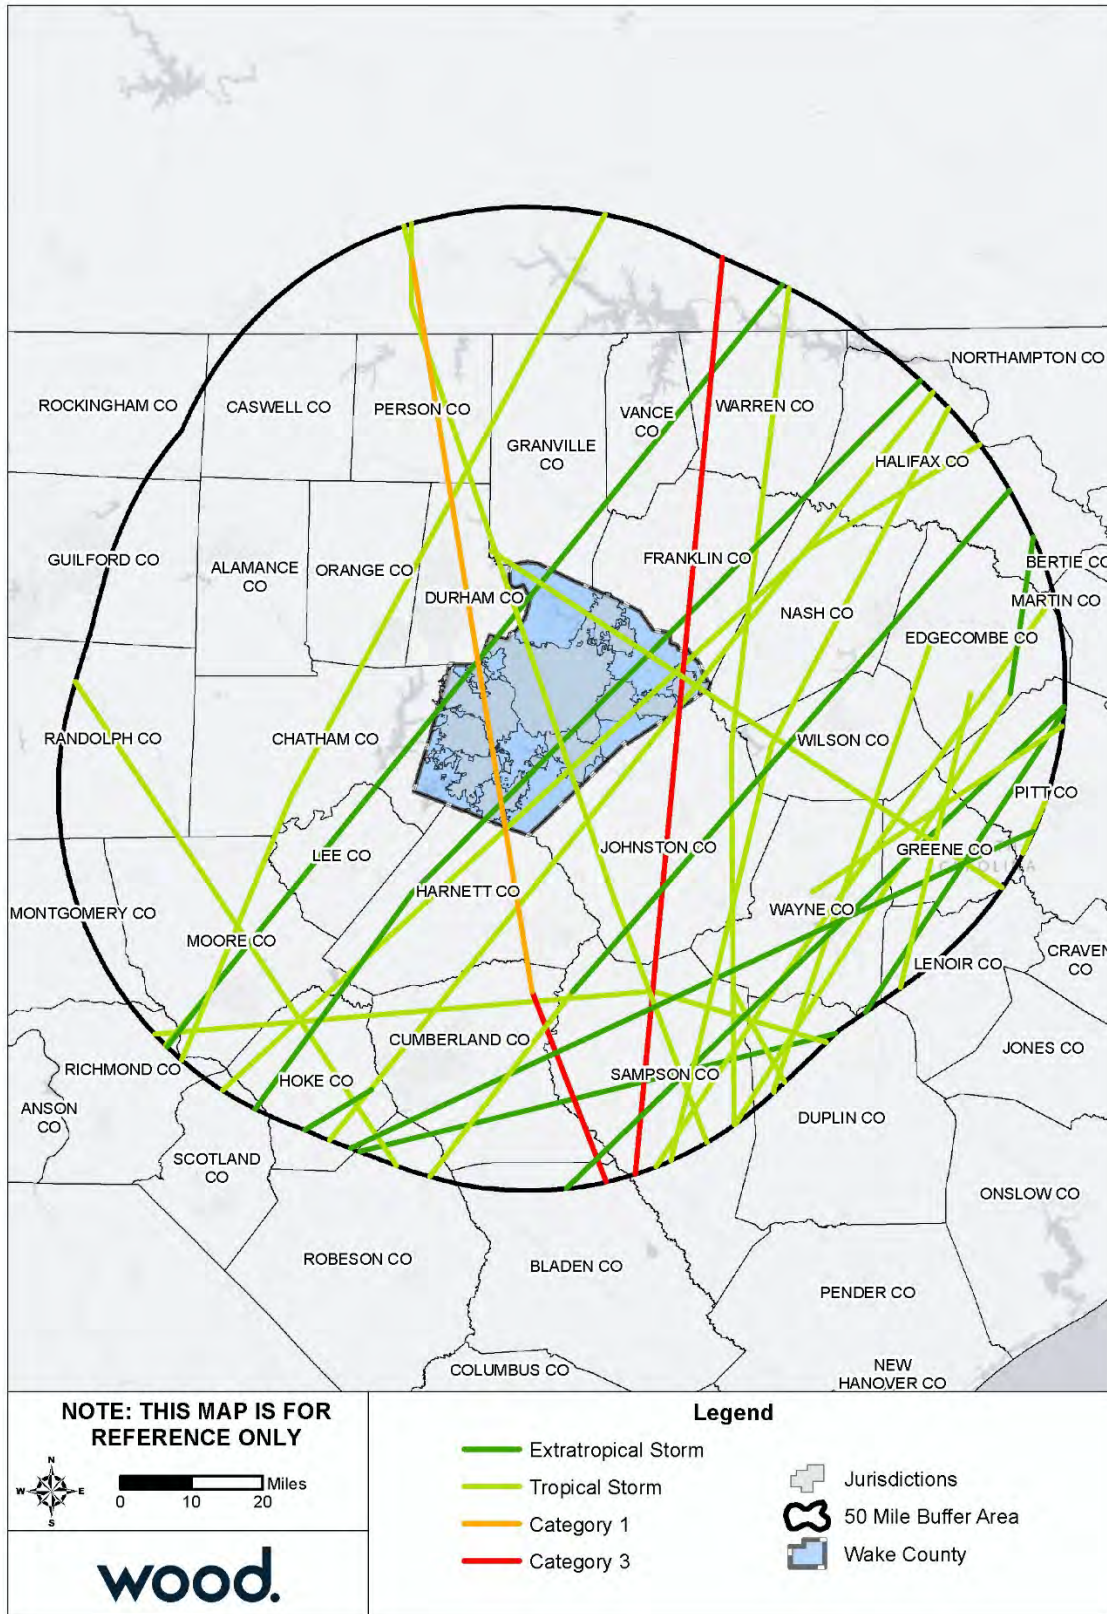 NORTHAMPTON CO
ROCKINGHAM CO
CASWELL CO
PERSON CO
VANCE
CO
WARREN CO
GRANVILLE
CO
HALIFAX CO
GUILFORD CO
ALAMANCE
CO
ORANGE CO
DURHAM CO
FRANKLIN CO
NASH CO
BERTIE CO
MARTIN CO
EDGECOMBE CO
RANDOLPH CO
CHATHAM CO
WILSON CO
PITT CO
LEE CO
JOHNSTON CO
GREENE CO
HARNETT CO
WAYNE CO
MONTGOMERY CO
MOORE CO
LENOIR CO
CRAVEN
CO
CUMBERLAND CO
JONES CO
RICHMOND CO
HOKE CO
SAMPSON CO
ANSON
CO
DUPLIN CO
SCOTLAND
CO
ONSLOW CO
ROBESON CO
BLADEN CO
PENDER CO
COLUMBUS CO
NEW
HANOVER CO
NOTE: THIS MAP IS FOR
REFERENCE ONLY
N
W E
S
Miles
0 10 20
wood.
Legend
Extratropical Storm
Tropical Storm
Category 1
Category 3
Jurisdictions
50 Mile Buffer Area
Wake County